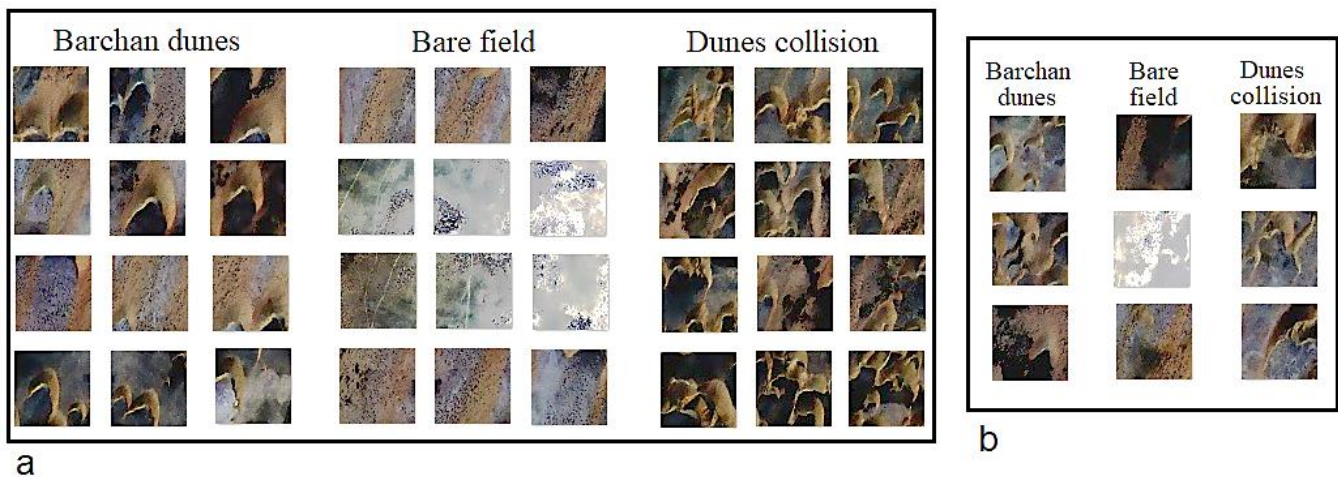 Barchan dunes
Bare field
Dunes collision
a
Barchan
dunes
Bare
field
Dunes
collision
b